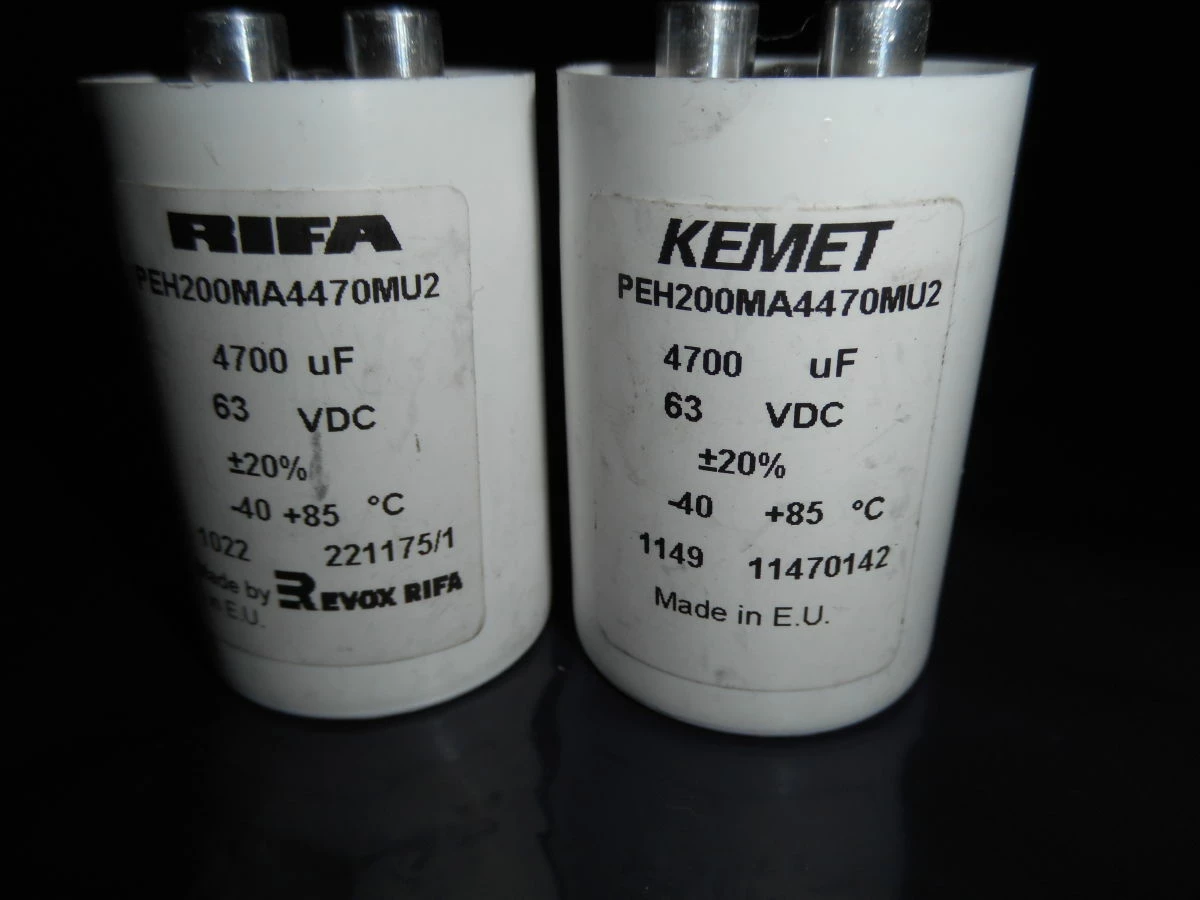 RIFA
PEH200MA4470MU2
4700 uF
63 VDC
±20%
-40 +85 °C
1022 221175/1
Made by REVOX RIFA
in E.U.
KEMET
PEH200MA4470MU2
4700 uF
63 VDC
±20%
-40 +85 °C
1149 11470142
Made in E.U.